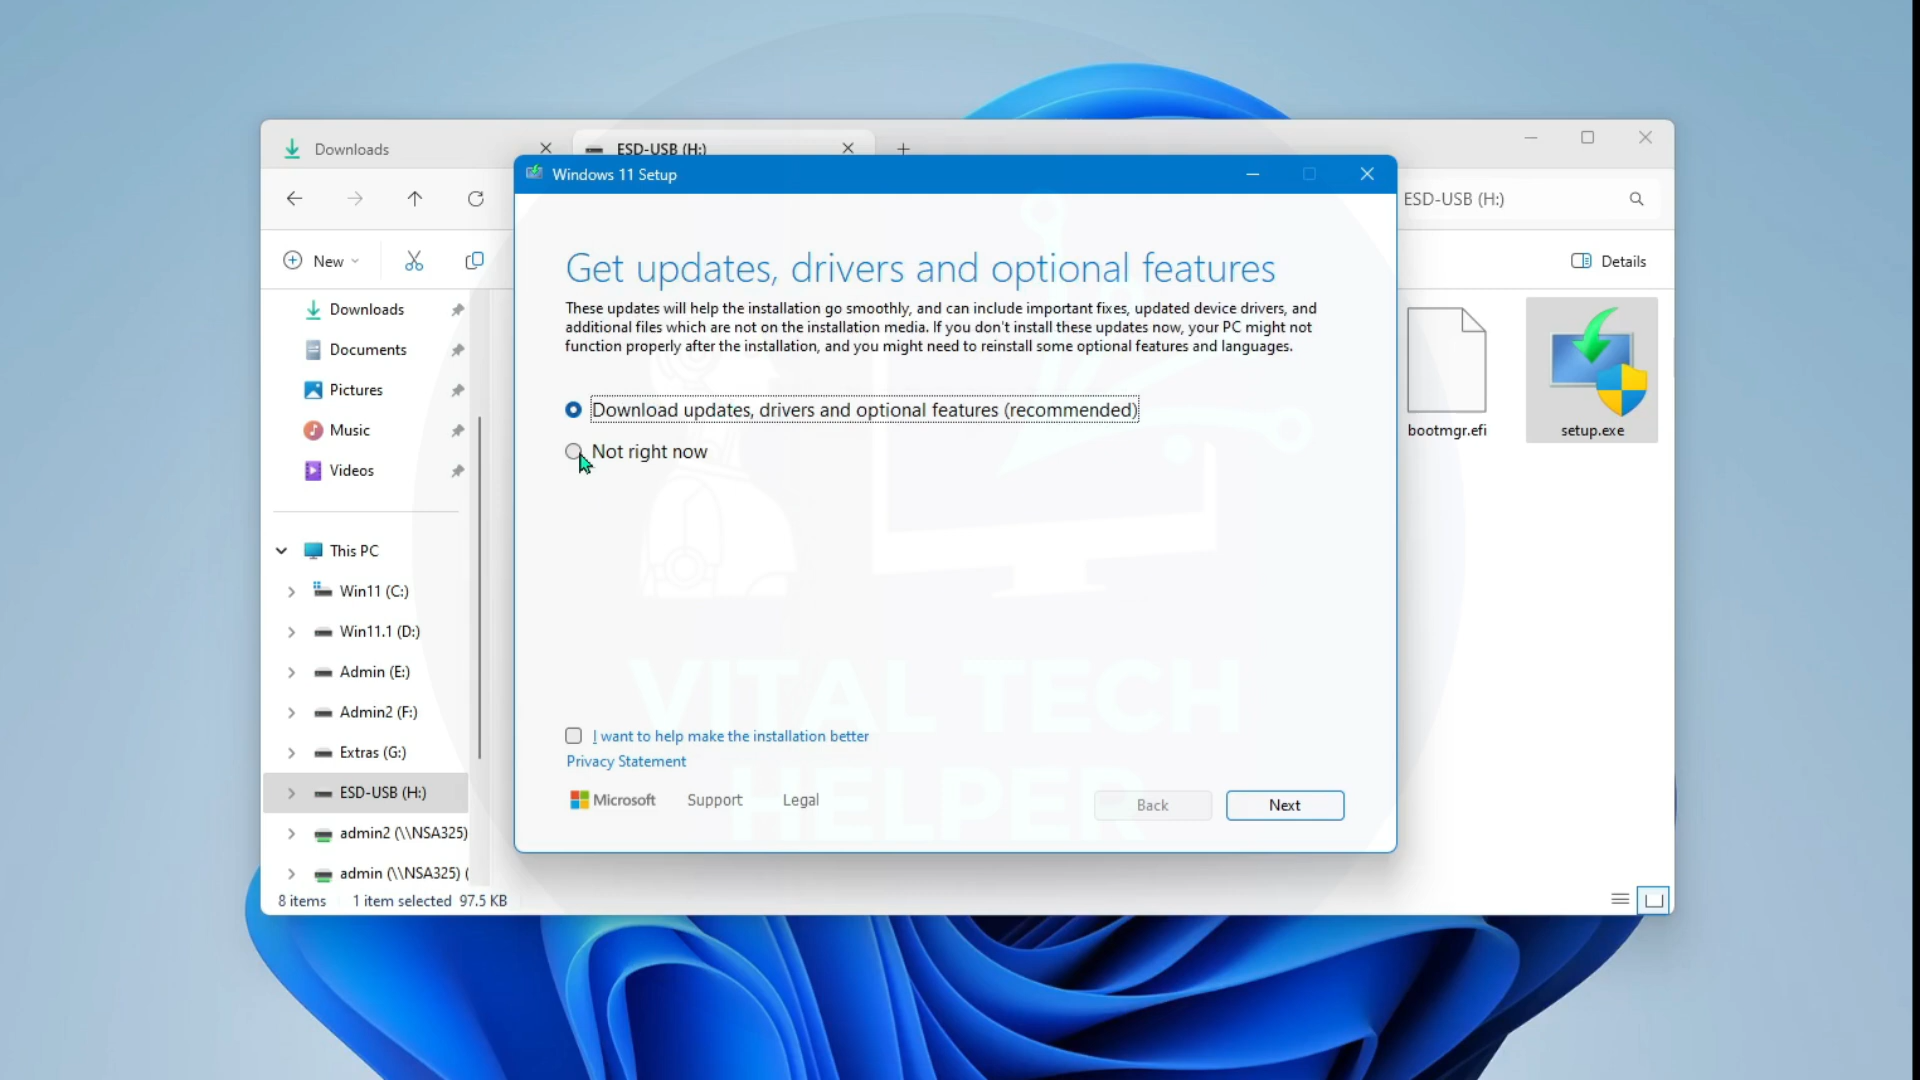 Downloads
ESD-USB (H:)
Windows 11 Setup
ESD-USB (H:)
New
Details
Get updates, drivers and optional features
These updates will help the installation go smoothly, and can include important fixes, updated device drivers, and
additional files which are not on the installation media. If you don't install these updates now, your PC might not
function properly after the installation, and you might need to reinstall some optional features and languages.
Download updates, drivers and optional features (recommended)
Not right now
I want to help make the installation better
Privacy Statement
Microsoft
Support
Legal
Back
Next
Downloads
Documents
Pictures
Music
Videos
This PC
Win11 (C:)
Win11.1 (D:)
Admin (E:)
Admin2 (F:)
Extras (G:)
ESD-USB (H:)
admin2 (\\NSA325)
admin (\\NSA325) (
bootmgr.efi
setup.exe
8 items
1 item selected 97.5 KB
VITAL TECH
HELPER